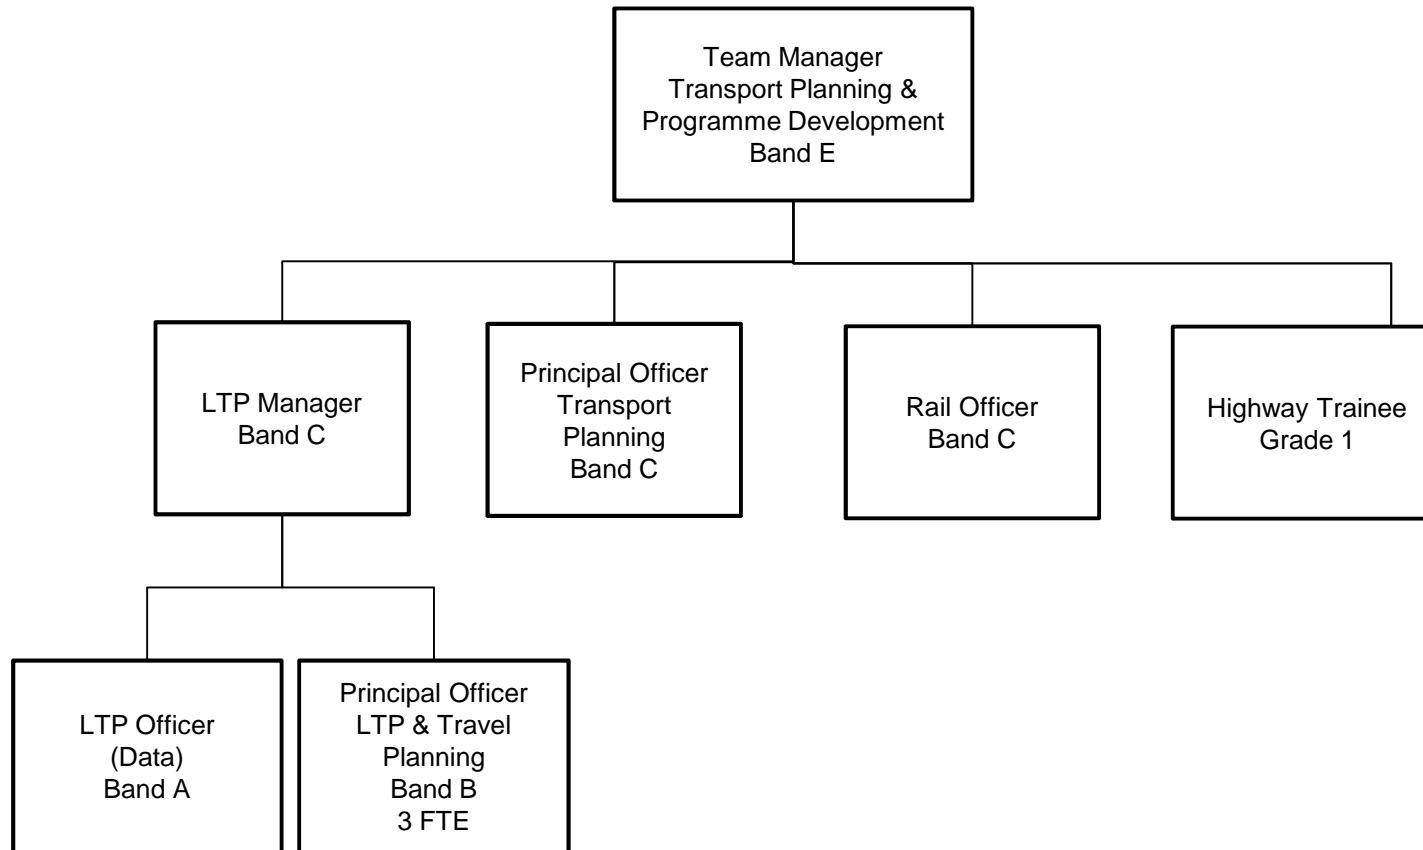 Team Manager
Transport Planning &
Programme Development
Band E
LTP Manager
Band C
Principal Officer
Transport
Planning
Band C
Rail Officer
Band C
Highway Trainee
Grade 1
LTP Officer
(Data)
Band A
Principal Officer
LTP & Travel
Planning
Band B
3 FTE